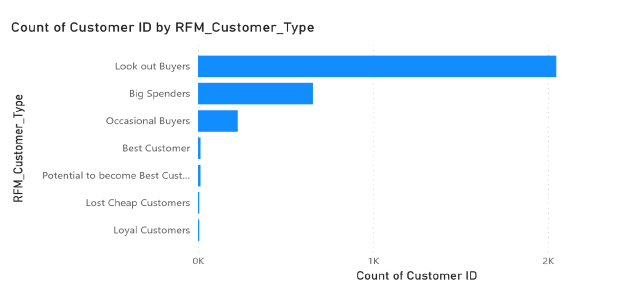 Count of Customer ID by RFM_Customer_Type
RFM_Customer_Type
Look out Buyers
Big Spenders
Occasional Buyers
Best Customer
Potential to become Best Cust...
Lost Cheap Customers
Loyal Customers
0K 1K 2K
Count of Customer ID